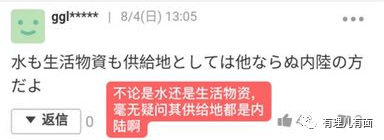 ggl***** | 8/4(日) 13:05
水も生活物資も供給地としては他ならぬ内陸の方
だよ
▼ 返信 0
不论是水还是生活物资，
毫无疑问其供给地都是内
陆啊
有理儿有面